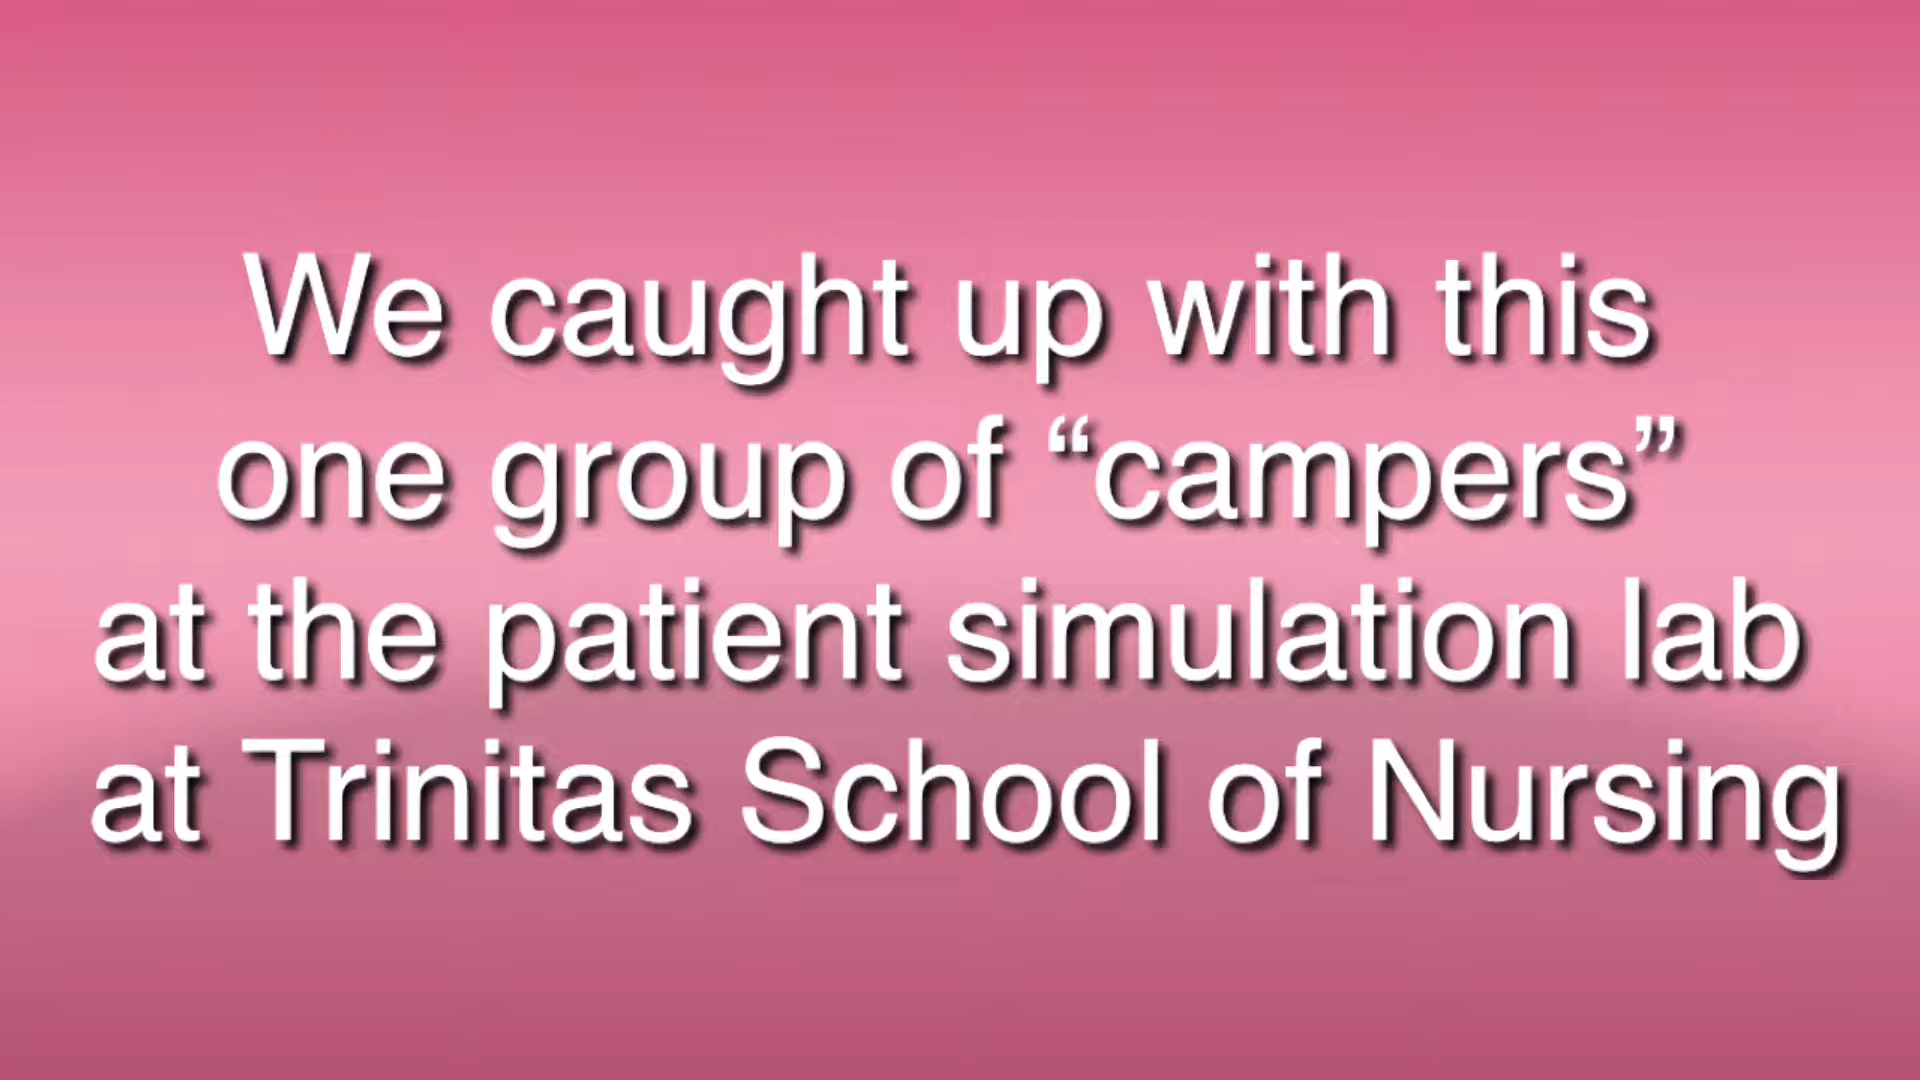 We caught up with this
one group of “campers”
at the patient simulation lab
at Trinitas School of Nursing